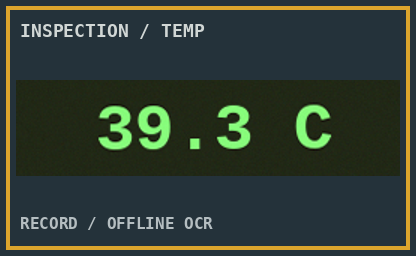 INSPECTION / TEMP
39.3 C
RECORD / OFFLINE OCR